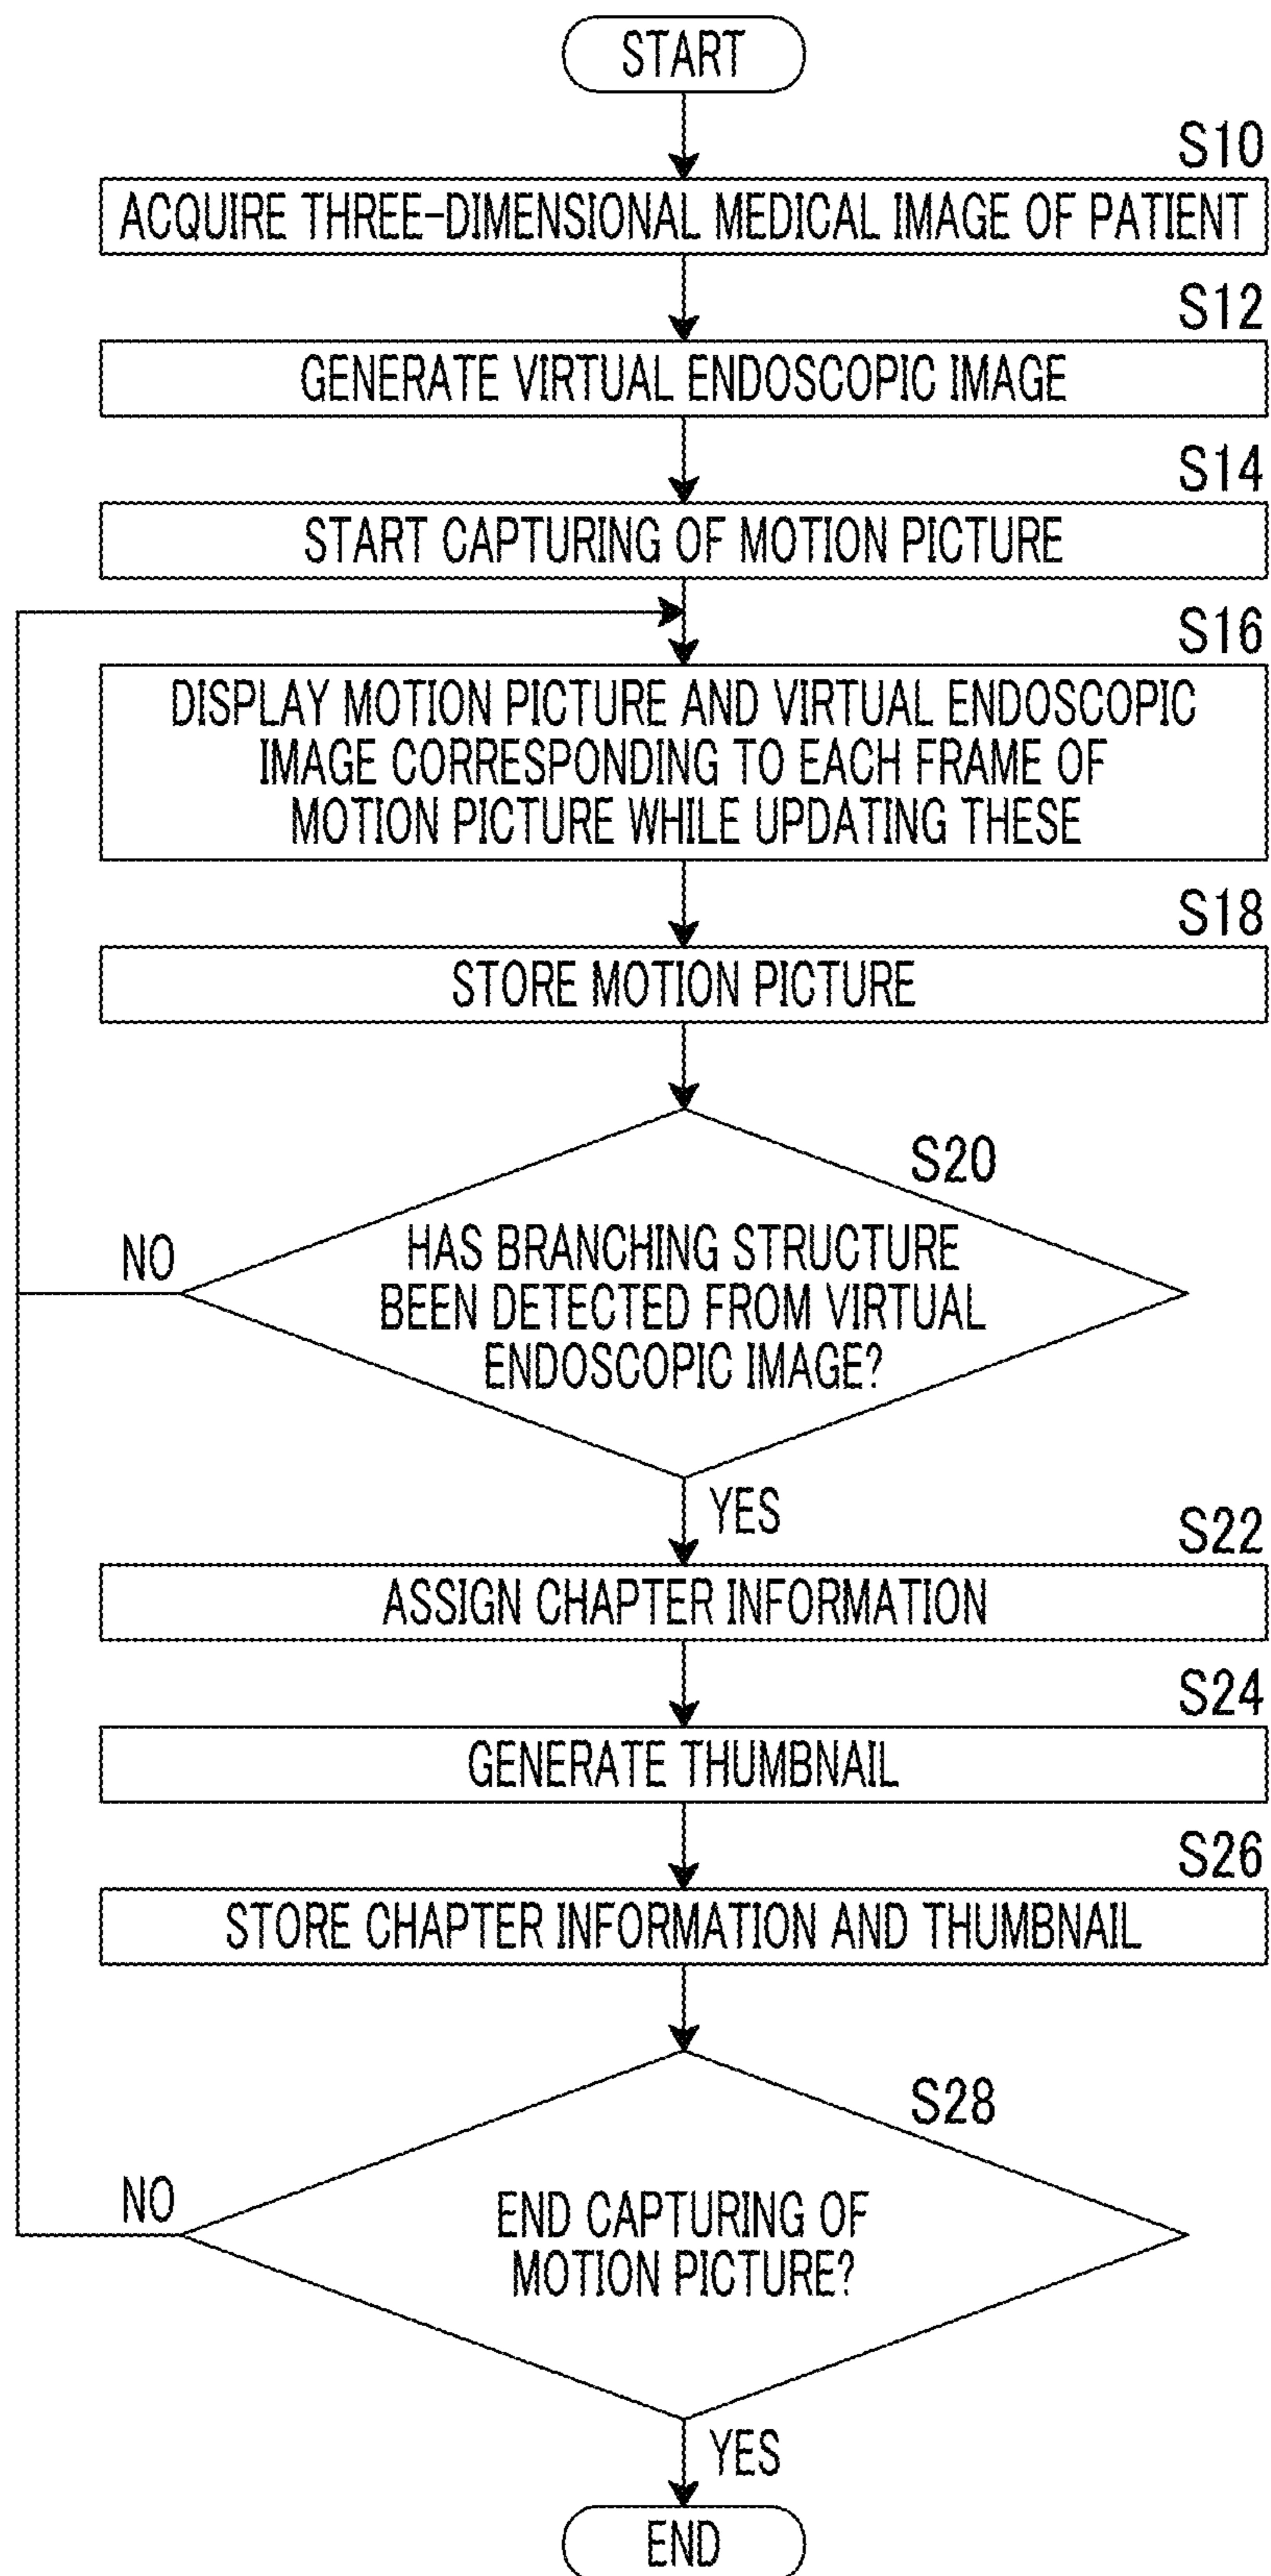 START
S10
ACQUIRE THREE-DIMENSIONAL MEDICAL IMAGE OF PATIENT
S12
GENERATE VIRTUAL ENDOSCOPIC IMAGE
S14
START CAPTURING OF MOTION PICTURE
S16
DISPLAY MOTION PICTURE AND VIRTUAL ENDOSCOPIC
IMAGE CORRESPONDING TO EACH FRAME OF
MOTION PICTURE WHILE UPDATING THESE
S18
STORE MOTION PICTURE
S20
NO
HAS BRANCHING STRUCTURE
BEEN DETECTED FROM VIRTUAL
ENDOSCOPIC IMAGE?
YES
S22
ASSIGN CHAPTER INFORMATION
S24
GENERATE THUMBNAIL
S26
STORE CHAPTER INFORMATION AND THUMBNAIL
S28
NO
END CAPTURING OF
MOTION PICTURE?
YES
END